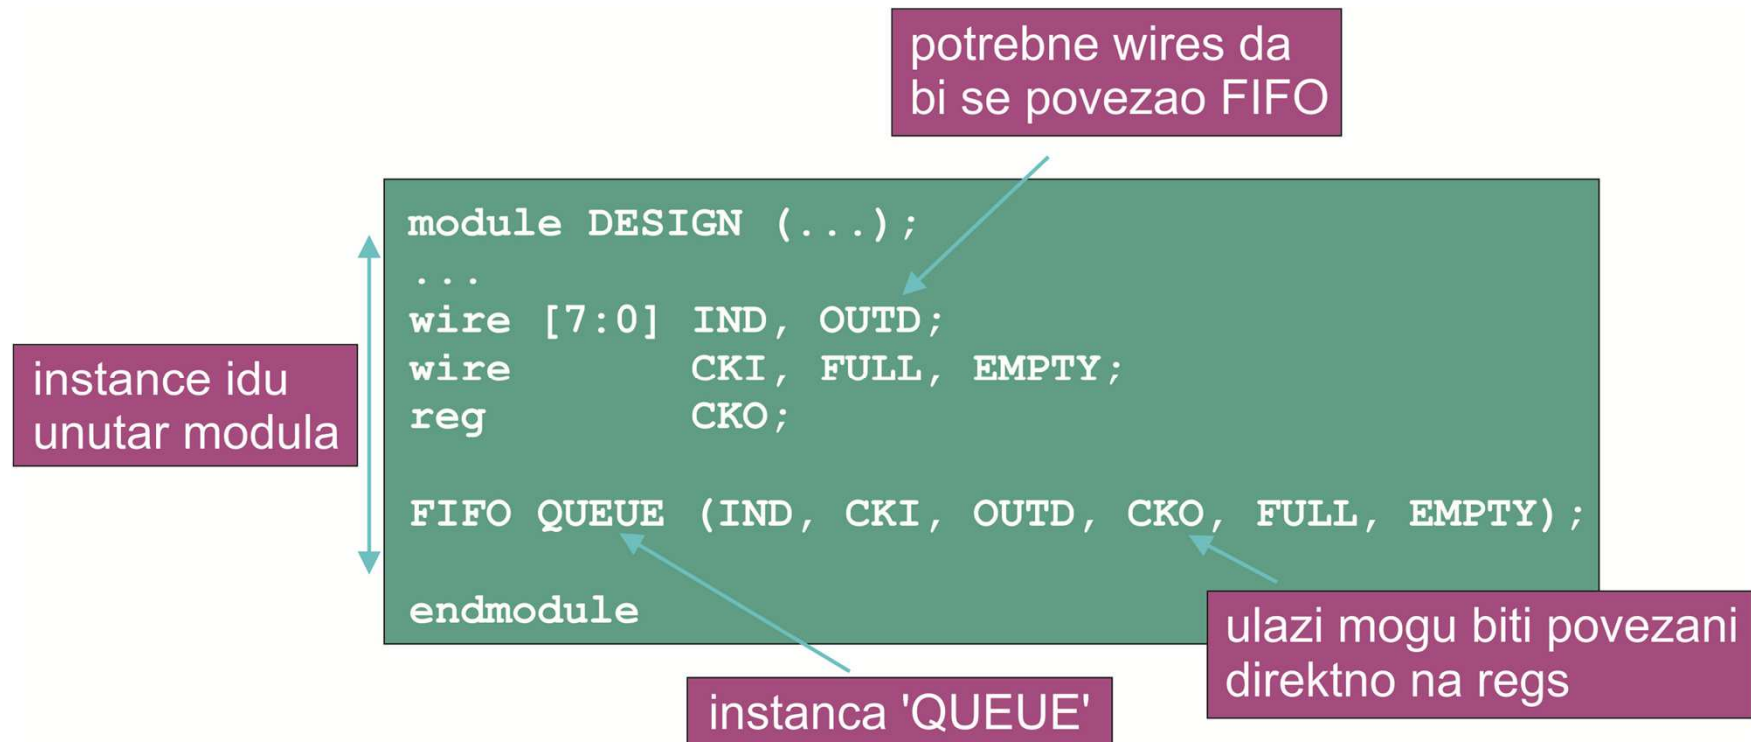 potrebne wires da
bi se povezao FIFO
module DESIGN (...);
...
wire [7:0] IND, OUTD;
wire CKI, FULL, EMPTY;
reg CKO;
FIFO QUEUE (IND, CKI, OUTD, CKO, FULL, EMPTY);
endmodule
instance idu
unutar modula
ulazi mogu biti povezani
direktno na regs
instanca 'QUEUE'